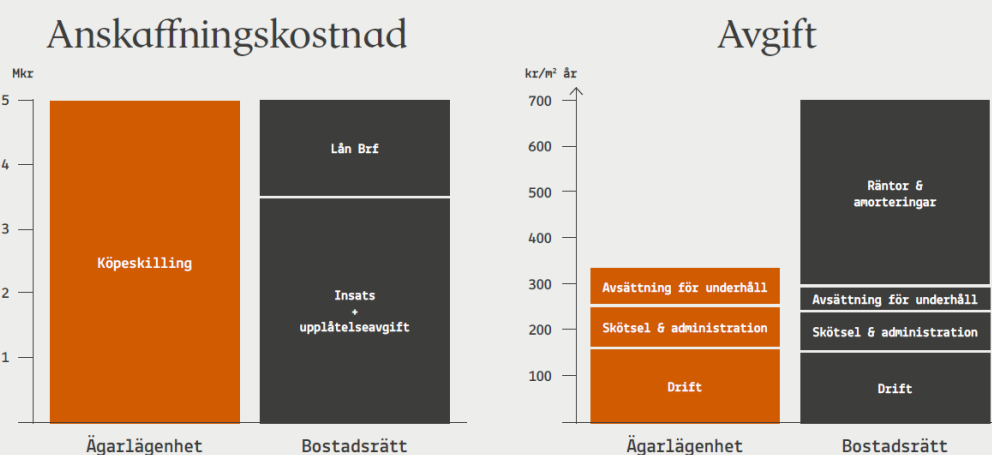 Anskaffningskostnad
Mkr
5
4
3
2
1
Köpeskilling
Lån Brf
Insats
+
upplåtelseavgift
Ägarlägenhet
Bostadsrätt
Avgift
kr/m² år
700
600
500
400
300
200
100
Avsättning för underhåll
Skötsel & administration
Drift
Räntor &
amorteringar
Avsättning för underhåll
Skötsel & administration
Drift
Ägarlägenhet
Bostadsrätt